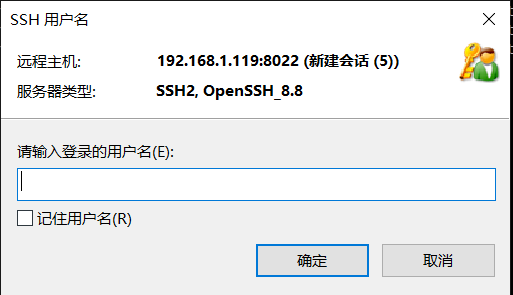 SSH 用户名
远程主机: 192.168.1.119:8022 (新建会话 (5))
服务器类型: SSH2, OpenSSH_8.8
请输入登录的用户名(E):
记住用户名(R)
确定 取消